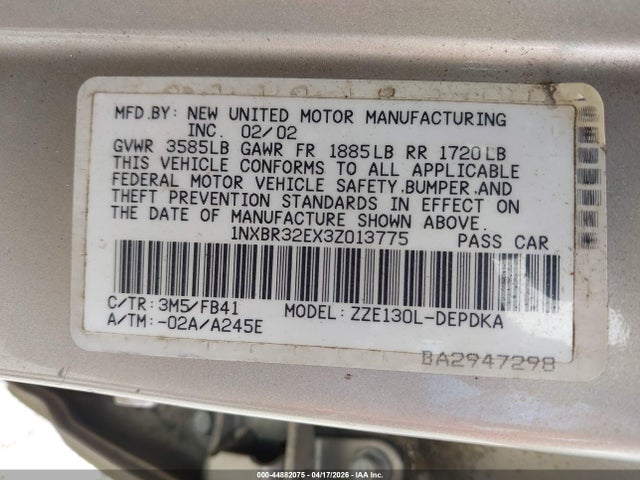 MFD.BY: NEW UNITED MOTOR MANUFACTURING
INC. 02/02
GVWR 3585LB GAWR FR 1885LB RR 1720LB
THIS VEHICLE CONFORMS TO ALL APPLICABLE
FEDERAL MOTOR VEHICLE SAFETY.BUMPER,AND
THEFT PREVENTION STANDARDS IN EFFECT ON
THE DATE OF MANUFACTURE SHOWN ABOVE.
1NXBR32EX3Z013775 PASS CAR
C/TR: 3M5/FB41 MODEL: ZZE130L-DEPDKA
A/TM: -02A/A245E
BA2947298
000-44882075 - 04/17/2026 - IAA Inc.